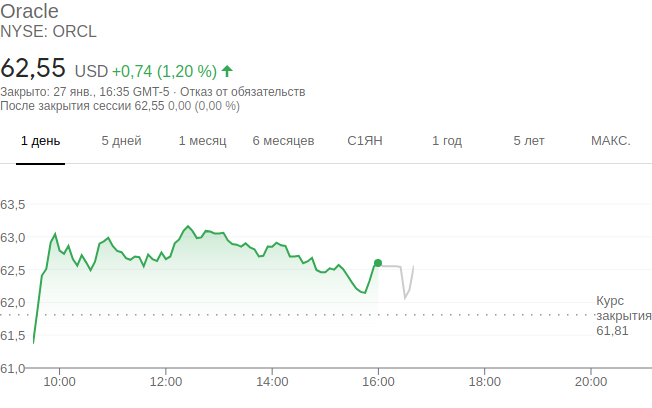 Oracle
NYSE: ORCL
62,55 USD +0,74 (1,20 %)
Закрыто: 27 янв., 16:35 GMT-5 · Отказ от обязательств
После закрытия сессии 62,55 0,00 (0,00 %)
1 день 5 дней 1 месяц 6 месяцев С1ЯН 1 год 5 лет МАКС.
63,5
63,0
62,5
62,0
Курс
закрытия
61,81
61,5
61,0
10:00 12:00 14:00 16:00 18:00 20:00